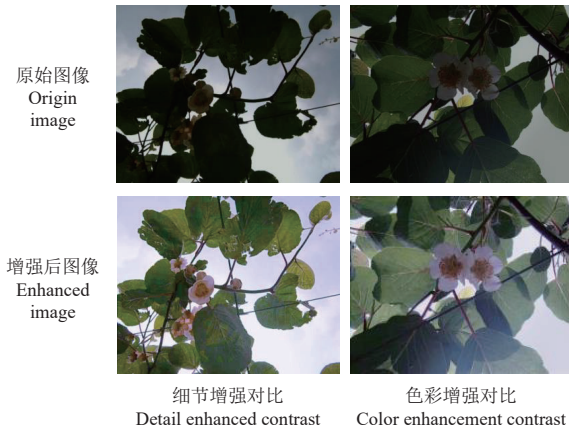 原始图像
Origin
image
增强后图像
Enhanced
image
细节增强对比
Detail enhanced contrast
色彩增强对比
Color enhancement contrast